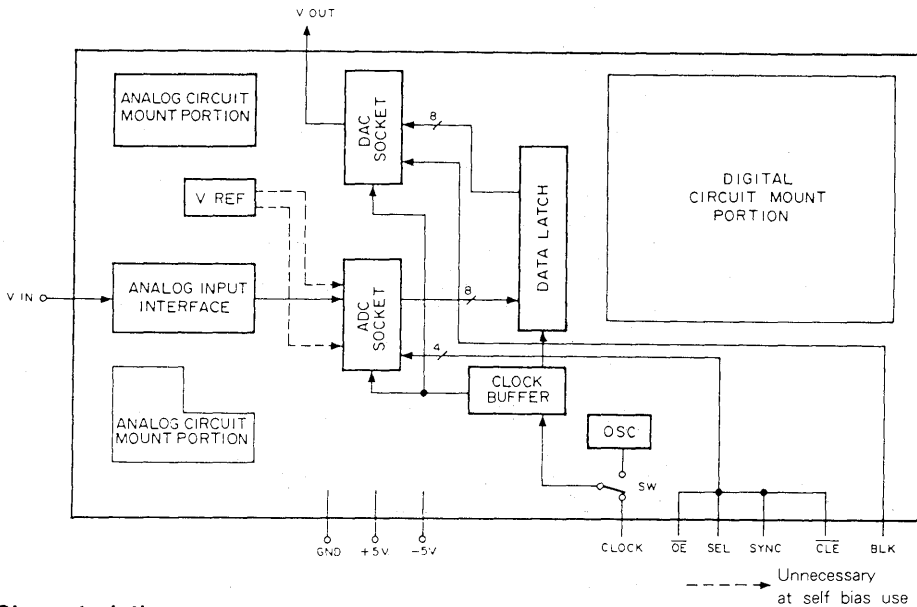 V OUT
ANALOG CIRCUIT
MOUNT PORTION
DAC
SOCKET
8
DATA LATCH
DIGITAL
CIRCUIT MOUNT
PORTION
V REF
V IN
ANALOG INPUT
INTERFACE
ADC
SOCKET
8
4
CLOCK
BUFFER
ANALOG CIRCUIT
MOUNT PORTION
OSC
SW
GND
+5V
-5V
CLOCK
OE
SEL
SYNC
CLE
BLK
Unnecessary
at self bias use